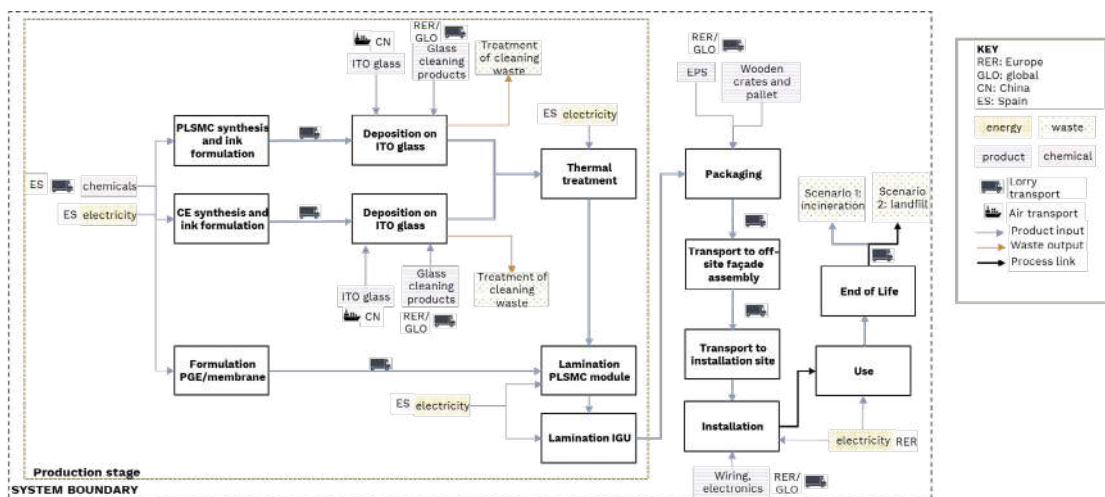 CN
RER/
GLO
ITO glass
Glass
cleaning
products
Treatment
of cleaning
waste
RER/
GLO
EPS
Wooden
crates and
pallet
PLSMC synthesis
and ink
formulation
Deposition on
ITO glass
ES electricity
Thermal
treatment
Packaging
ES
chemicals
ES electricity
CE synthesis and
ink formulation
Deposition on
ITO glass
Scenario 1:
incineration
Scenario
2: landfill
Transport to off-
site façade
assembly
End of Life
ITO glass
CN
Glass
cleaning
products
RER/
GLO
Treatment of
cleaning
waste
Formulation
PGE/membrane
Lamination
PLSMC module
Transport to
installation site
Use
ES electricity
Lamination IGU
Installation
electricity RER
Wiring,
electronics
RER/
GLO
Production stage
SYSTEM BOUNDARY
KEY
RER: Europe
GLO: global
CN: China
ES: Spain
energy
waste
product
chemical
Lorry
transport
Air transport
Product input
Waste output
Process link